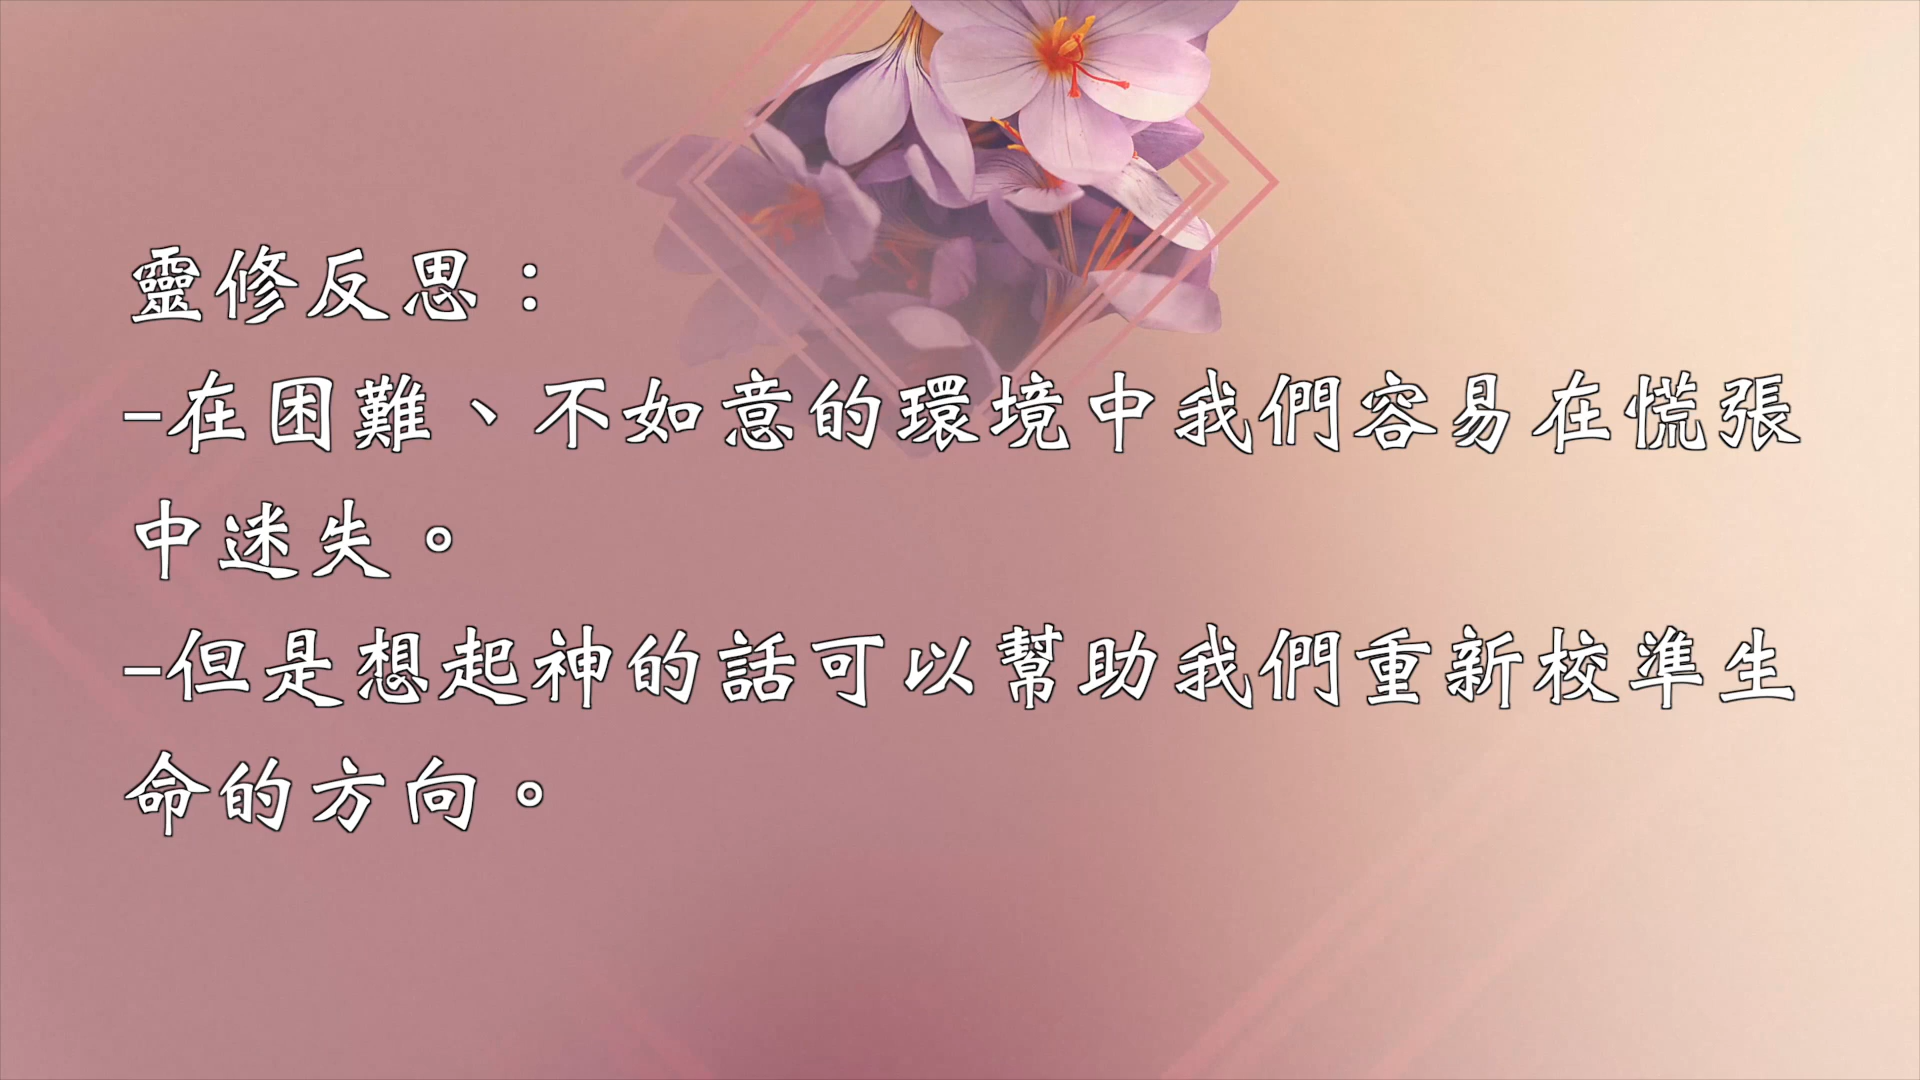 靈修反思：
-在困難、不如意的環境中我們容易在慌張
中迷失。
-但是想起神的話可以幫助我們重新校準生
命的方向。